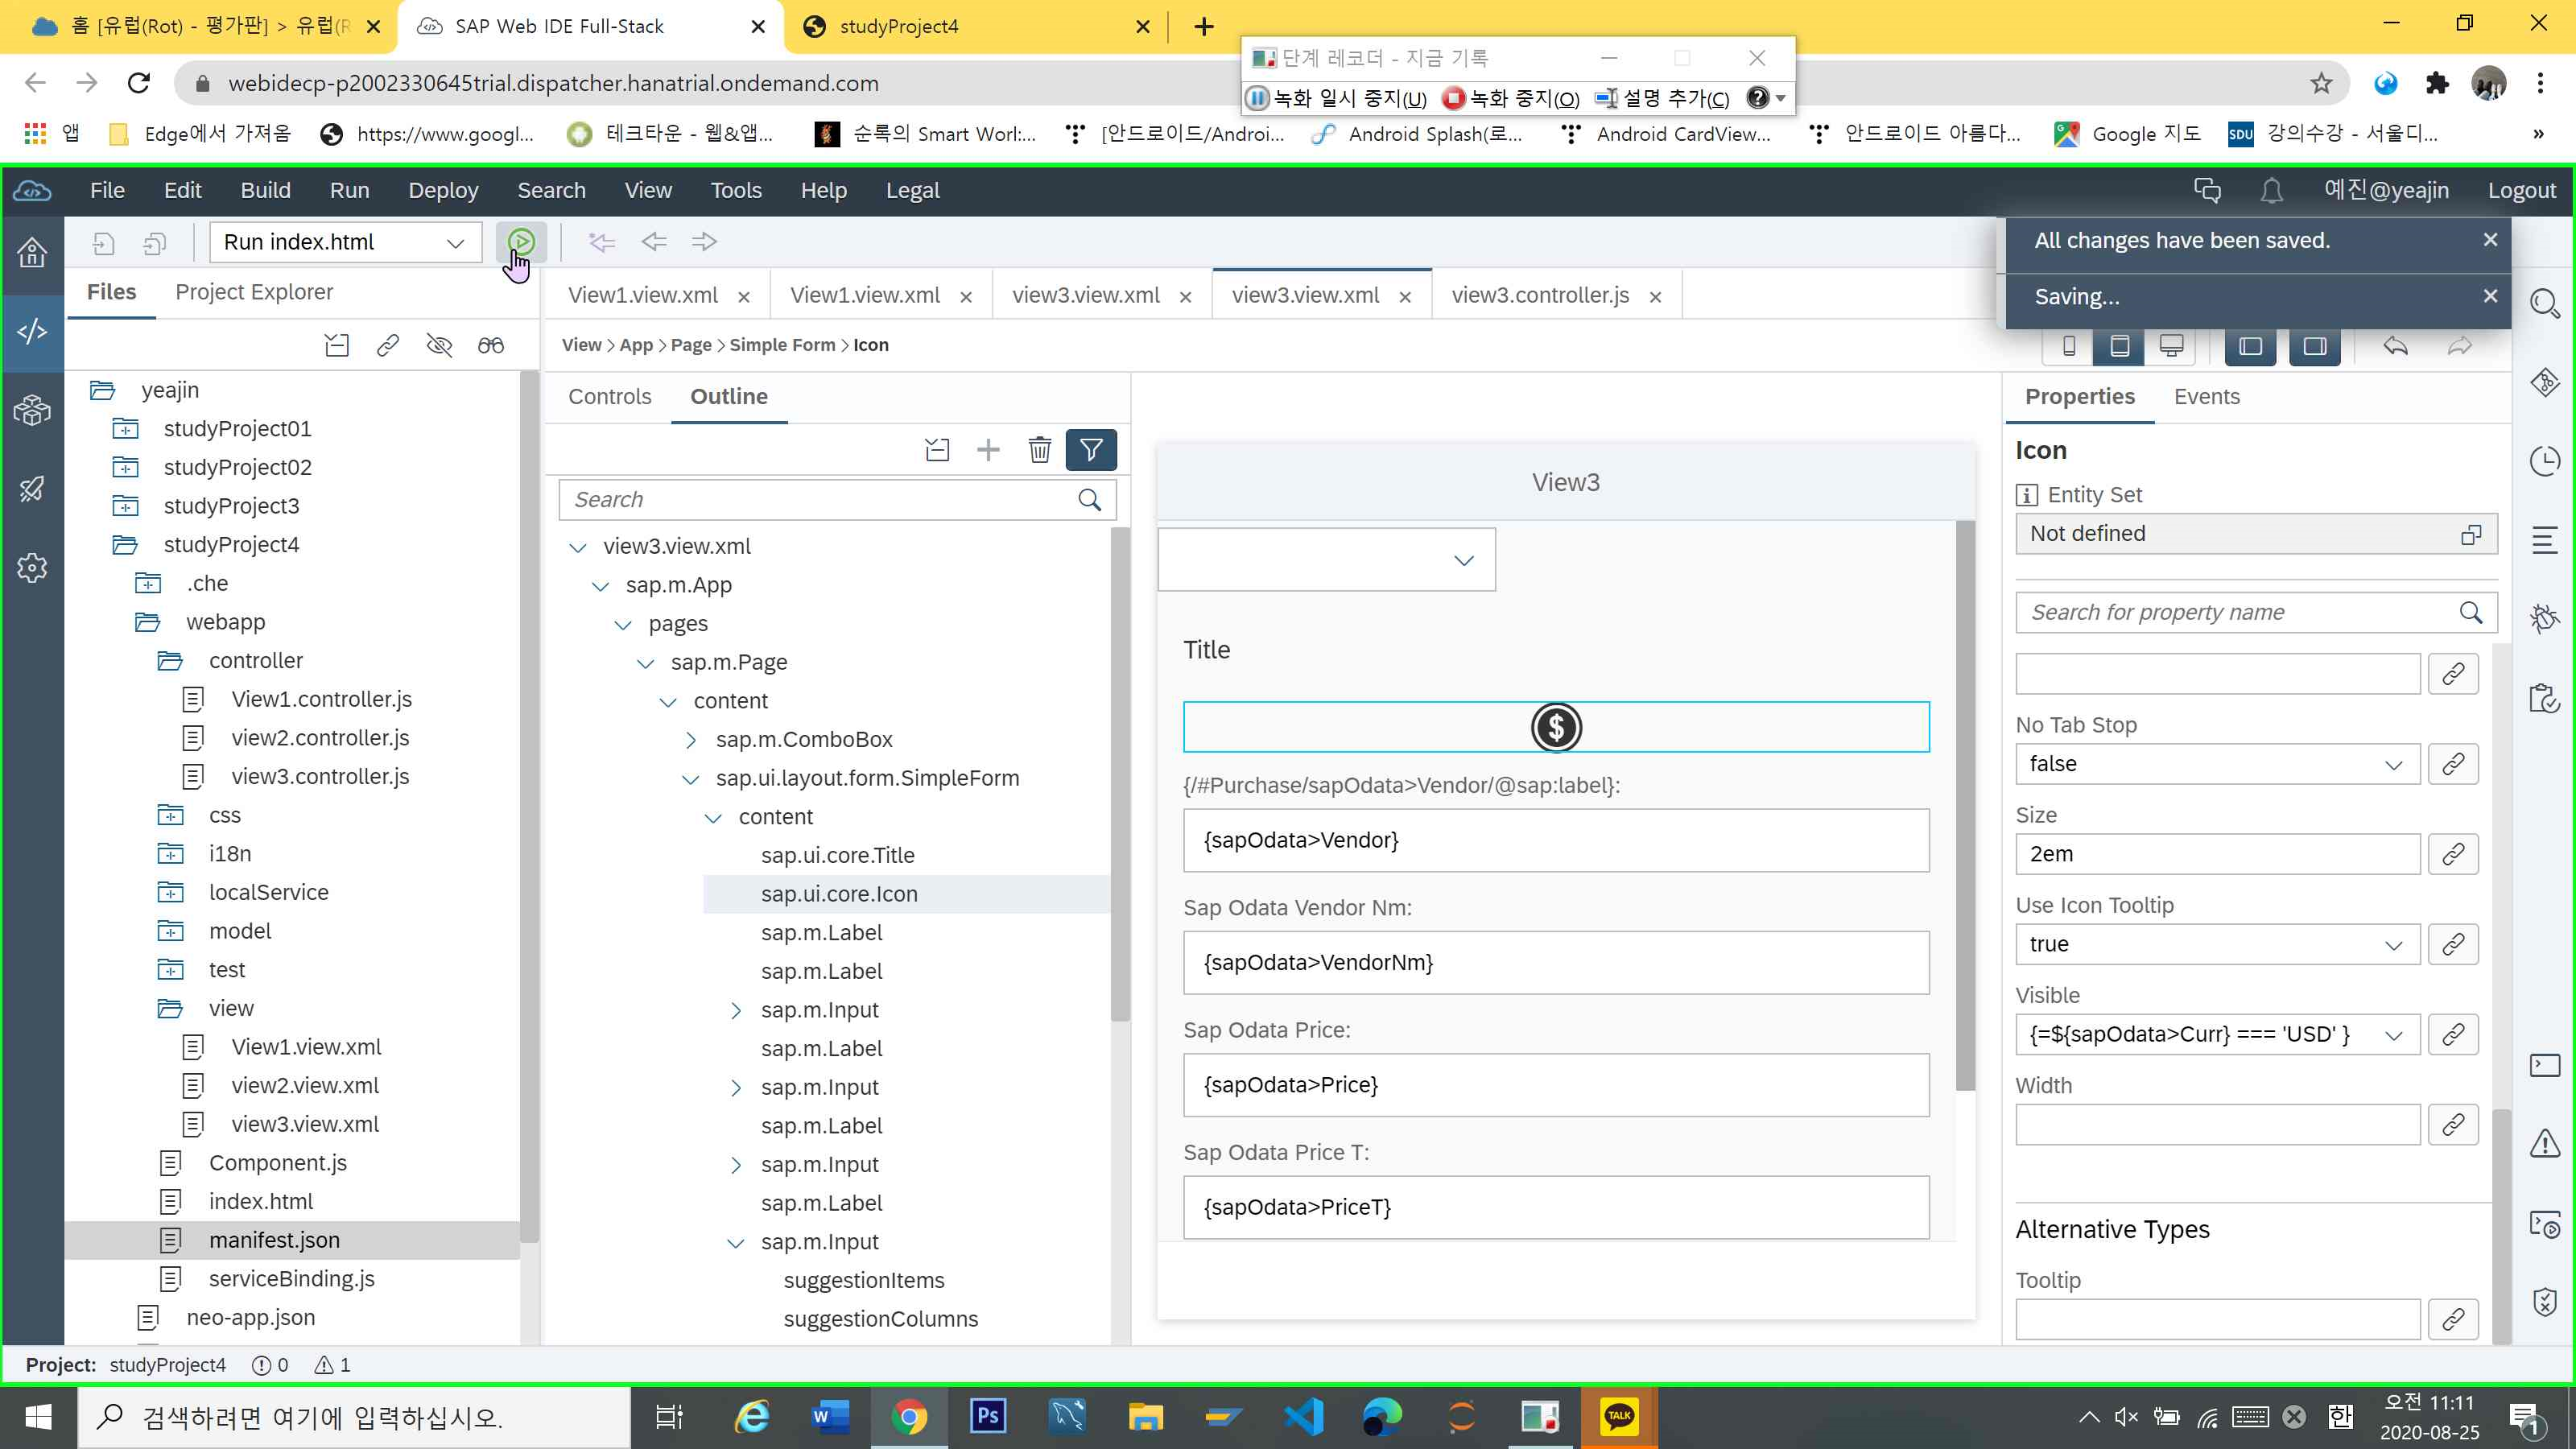 홈 [유럽(Rot) - 평가판] > 유럽(R
SAP Web IDE Full-Stack
studyProject4
단계 레코더 - 지금 기록
webidecp-p2002330645trial.dispatcher.hanatrial.ondemand.com
녹화 일시 중지(U)
녹화 중지(O)
설명 추가(C)
앱
Edge에서 가져옴
https://www.googl...
테크타운 - 웹&앱...
순록의 Smart Worl:...
[안드로이드/Androi...
Android Splash(로...
Android CardView...
안드로이드 아름다...
Google 지도
SDU
강의수강 - 서울디...
»
File
Edit
Build
Run
Deploy
Search
View
Tools
Help
Legal
예진@yeajin
Logout
Run index.html
All changes have been saved.
Saving...
Files
Project Explorer
View1.view.xml
View1.view.xml
view3.view.xml
view3.view.xml
view3.controller.js
View > App > Page > Simple Form > Icon
yeajin
studyProject01
studyProject02
studyProject3
studyProject4
.che
webapp
controller
View1.controller.js
view2.controller.js
view3.controller.js
css
i18n
localService
model
test
view
View1.view.xml
view2.view.xml
view3.view.xml
Component.js
index.html
manifest.json
serviceBinding.js
neo-app.json
Controls
Outline
Search
view3.view.xml
sap.m.App
pages
sap.m.Page
content
sap.m.ComboBox
sap.ui.layout.form.SimpleForm
content
sap.ui.core.Title
sap.ui.core.Icon
sap.m.Label
sap.m.Label
sap.m.Input
sap.m.Label
sap.m.Input
sap.m.Label
sap.m.Input
sap.m.Label
sap.m.Input
suggestionItems
suggestionColumns
View3
Title
$
{/#Purchase/sapOdata>Vendor/@sap:label}:
{sapOdata>Vendor}
Sap Odata Vendor Nm:
{sapOdata>VendorNm}
Sap Odata Price:
{sapOdata>Price}
Sap Odata Price T:
{sapOdata>PriceT}
Properties
Events
Icon
Entity Set
Not defined
Search for property name
No Tab Stop
false
Size
2em
Use Icon Tooltip
true
Visible
{=${sapOdata>Curr} === 'USD' }
Width
Alternative Types
Tooltip
Project: studyProject4
0
1
검색하려면 여기에 입력하십시오.
W
Ps
TALK
한
오전 11:11
2020-08-25
1